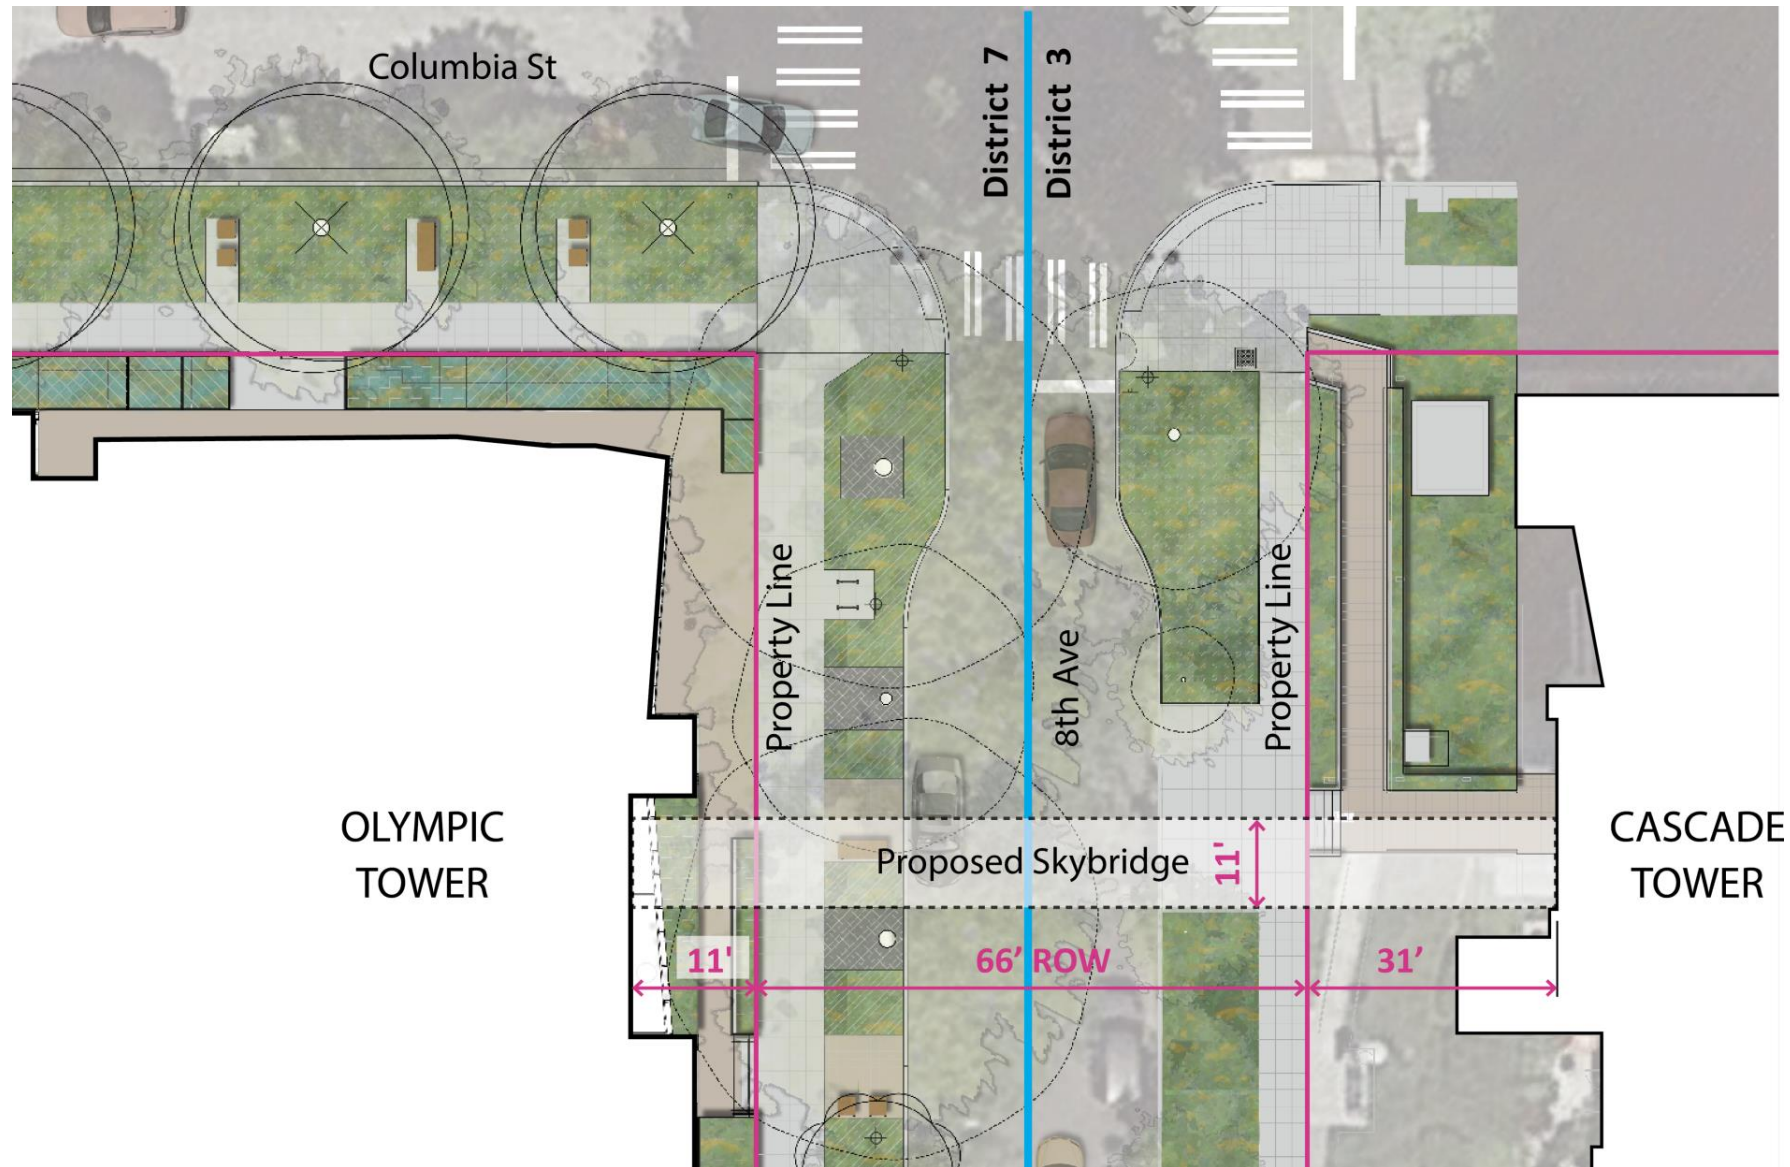 Columbia St
District 7
District 3
Property Line
8th Ave
Property Line
OLYMPIC
TOWER
Proposed Skybridge
11'
CASCADE
TOWER
11'
66’ ROW
31’